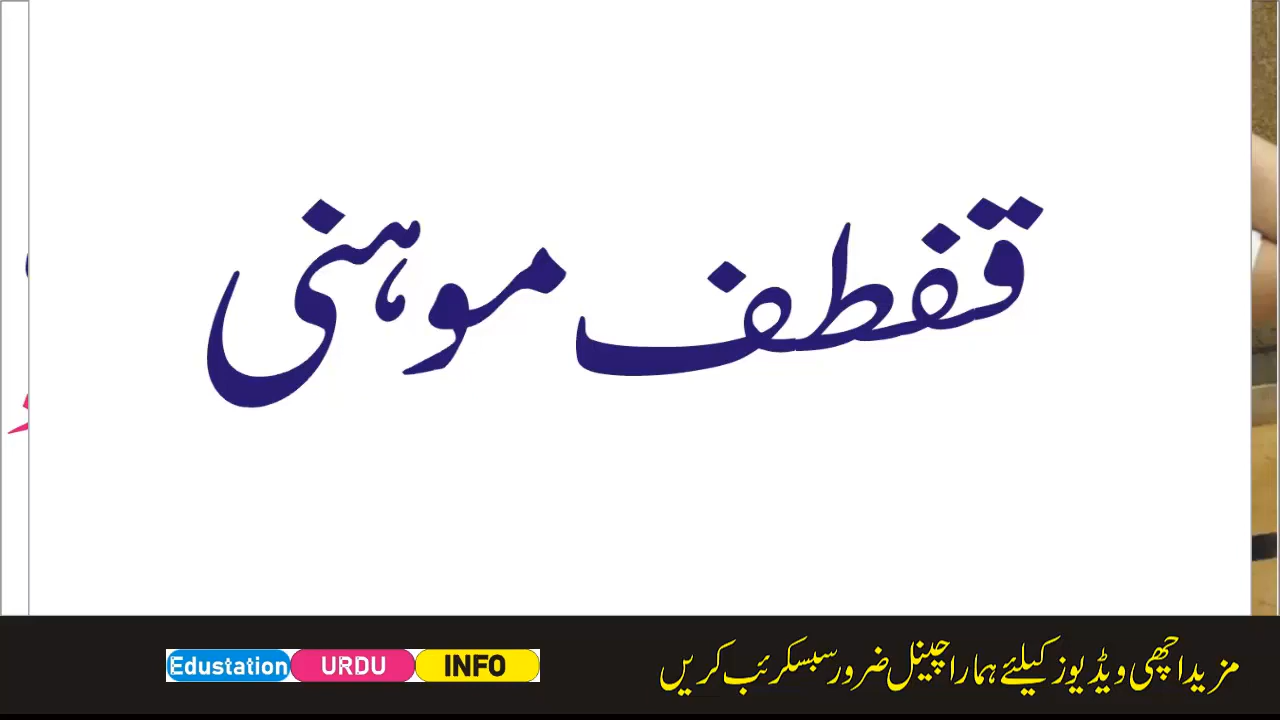 قفطف موہنی
Edustation URDU INFO
مزید اچھی ویڈیوز کیلئے ہمارا چینل ضرور سبسکرائب کریں